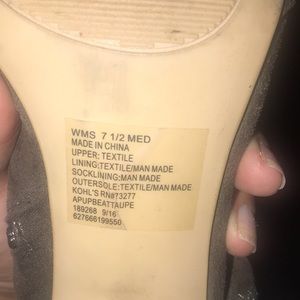 WMS 7 1/2 MED
MADE IN CHINA
UPPER: TEXTILE
LINING:TEXTILE/MAN MADE
SOCKLINING:MAN MADE
OUTERSOLE:TEXTILE/MAN MADE
KOHL'S RN#73277
APUPBEATTAUPE
189268 9/16
627666199550